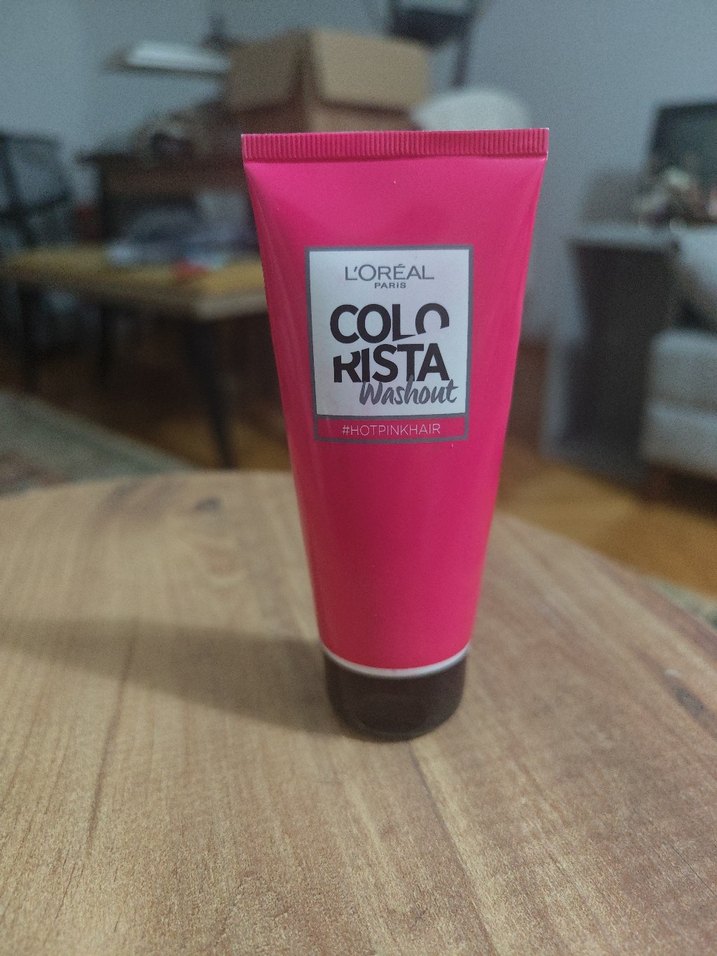 L'ORÉAL
PARIS
COLO
RISTA
Washout
#HOTPINKHAIR